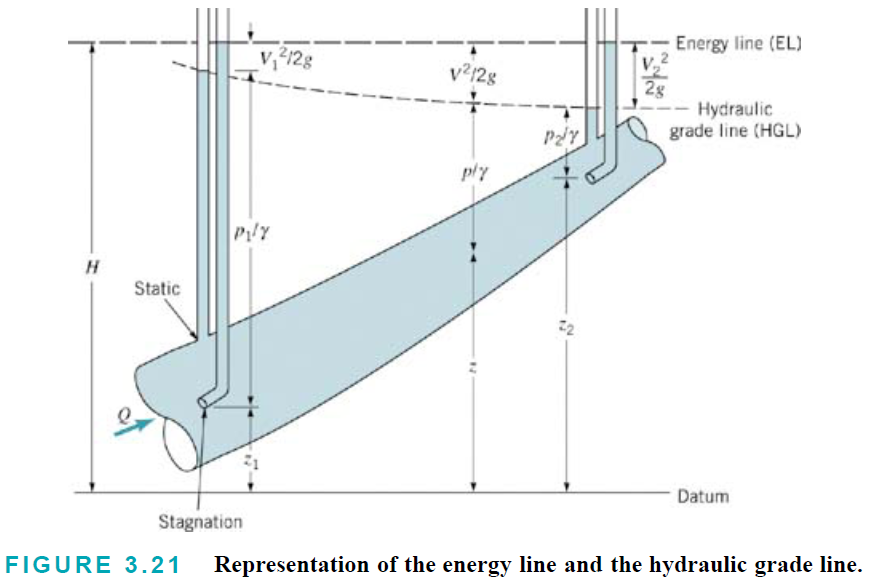 Energy line (EL)
V₁²/2g
V²/2g
V₂²
2g
Hydraulic
grade line (HGL)
p₂/γ
p/γ
p₁/γ
H
Static
z₂
z
Q
z₁
Datum
Stagnation
FIGURE 3.21 Representation of the energy line and the hydraulic grade line.